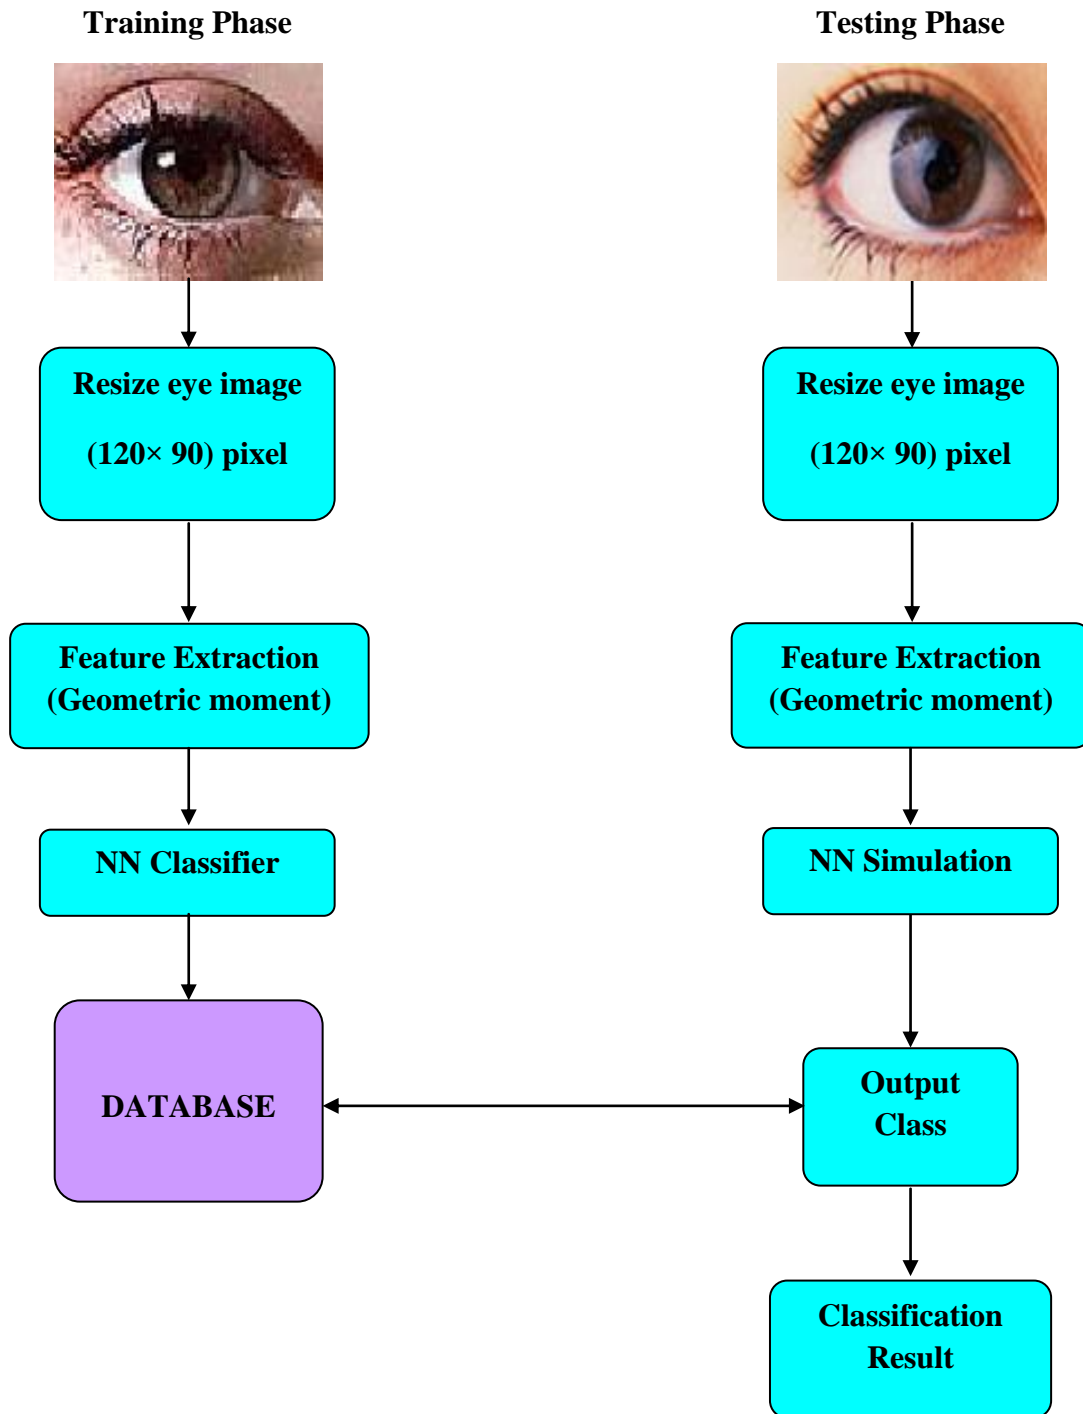 Training Phase
Testing Phase
Resize eye image
(120× 90) pixel
Resize eye image
(120× 90) pixel
Feature Extraction
(Geometric moment)
Feature Extraction
(Geometric moment)
NN Classifier
NN Simulation
DATABASE
Output
Class
Classification
Result